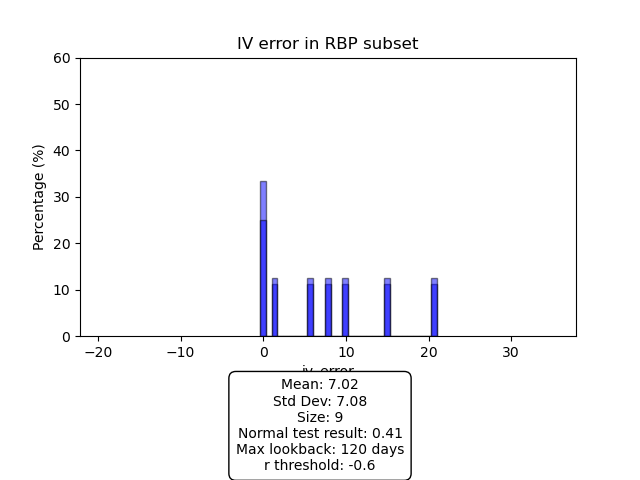 IV error in RBP subset
60
50
40
30
20
10
0
Percentage (%)
−20
−10
0
10
20
30
iv_error
Mean: 7.02
Std Dev: 7.08
Size: 9
Normal test result: 0.41
Max lookback: 120 days
r threshold: -0.6